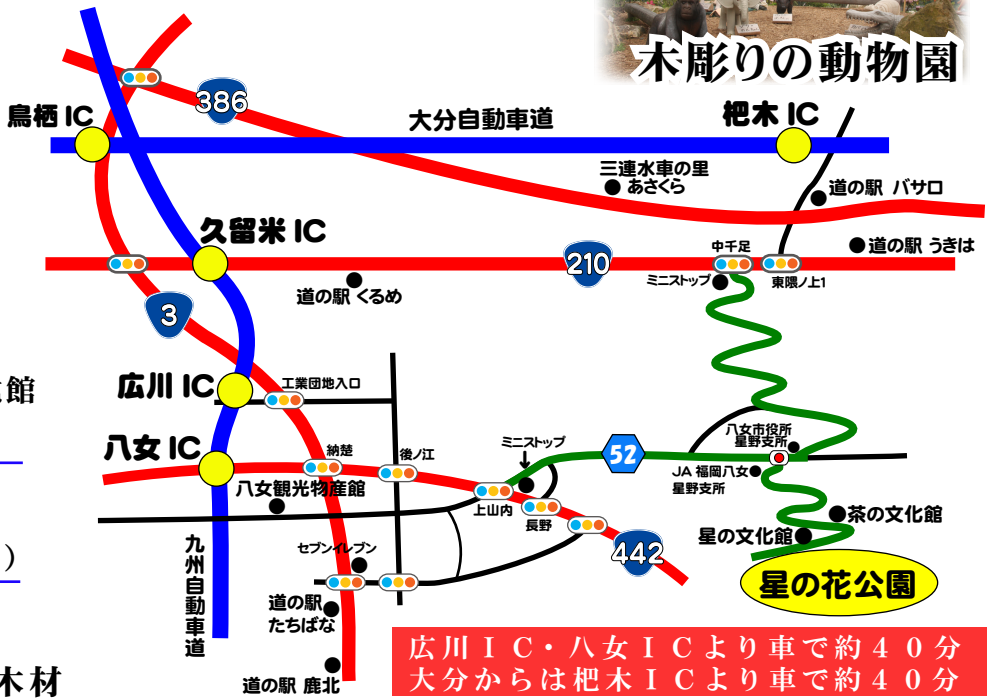 木彫りの動物園
386
鳥栖 IC
大分自動車道
杷木 IC
三連水車の里
あさくら
道の駅 バサロ
久留米 IC
210
中千足
道の駅 うきは
ミニストップ
東隈ノ上1
道の駅 くるめ
3
館
広川 IC
工業団地入口
八女 IC
納楚
後ノ江
ミニストップ
52
八女市役所
星野支所
JA 福岡八女
星野支所
八女観光物産館
上山内
長野
茶の文化館
星の文化館
九州自動車道
セブンイレブン
442
）
星の花公園
道の駅
たちばな
広川ＩＣ・八女ＩＣより車で約４０分
大分からは杷木ＩＣより車で約４０分
木材
道の駅 鹿北